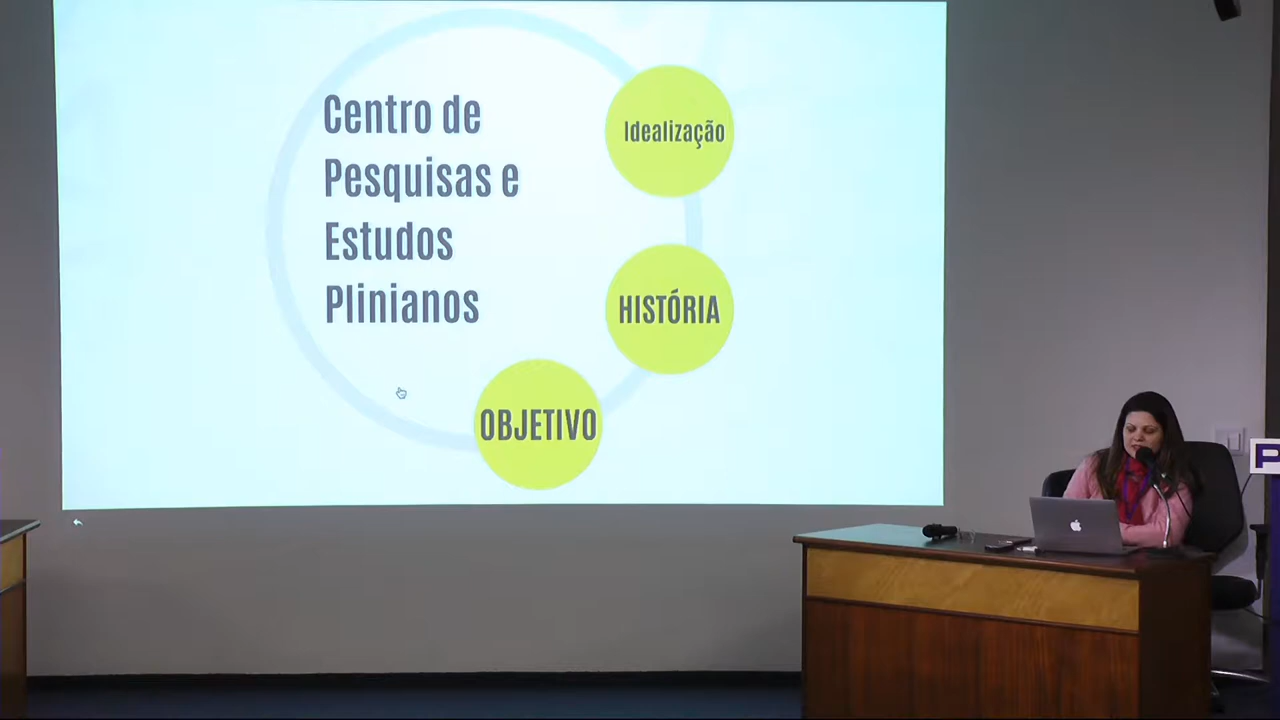 Centro de
Pesquisas e
Estudos
Plinianos
Idealização
HISTÓRIA
OBJETIVO
P